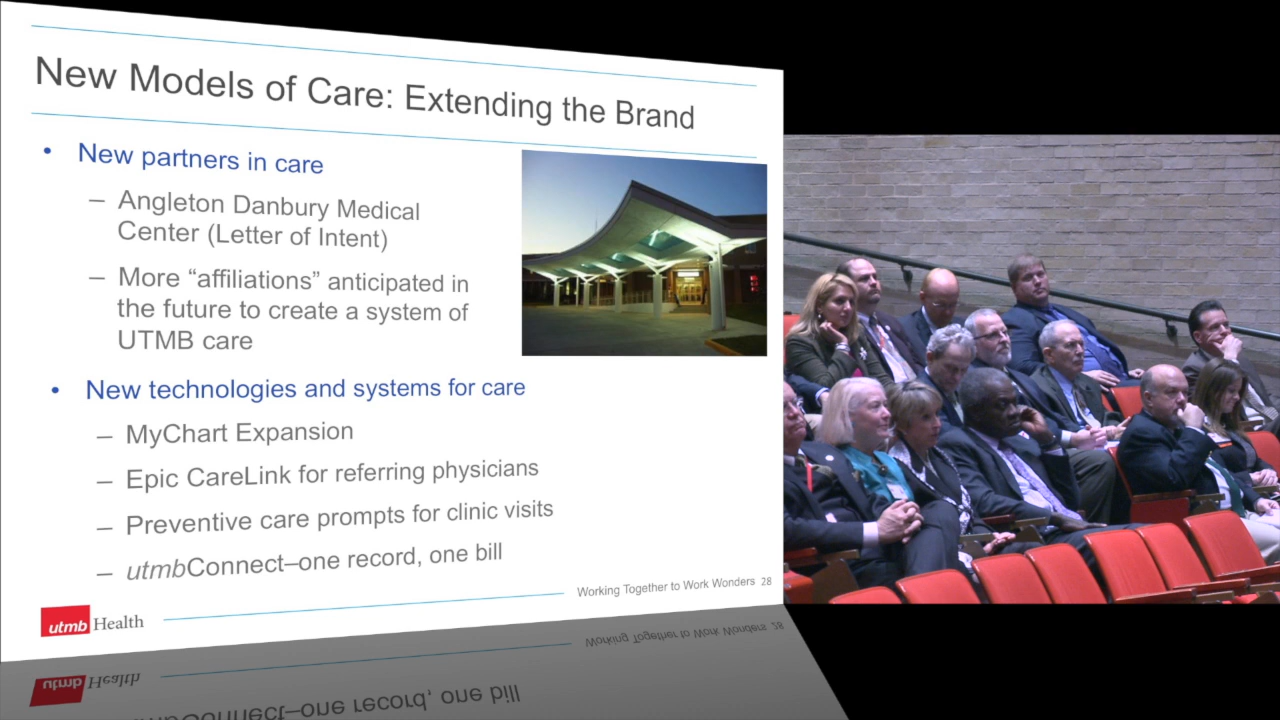 New Models of Care: Extending the Brand
• New partners in care
– Angleton Danbury Medical
Center (Letter of Intent)
– More “affiliations” anticipated in
the future to create a system of
UTMB care
• New technologies and systems for care
– MyChart Expansion
– Epic CareLink for referring physicians
– Preventive care prompts for clinic visits
– utmbConnect–one record, one bill
Working Together to Work Wonders 28
utmb Health